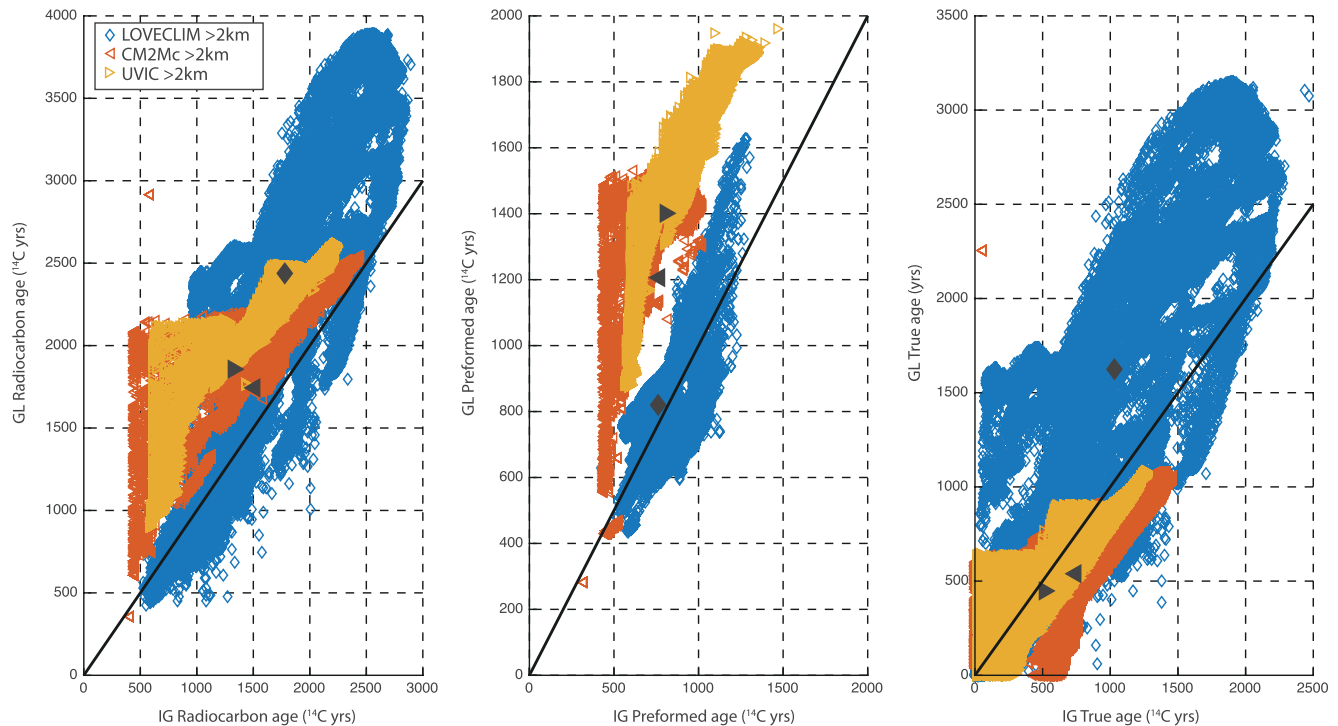 LOVECLIM >2km
CM2Mc >2km
UVIC >2km
GL Radiocarbon age (¹⁴C yrs)
4000
3500
3000
2500
2000
1500
1000
500
0
0 500 1000 1500 2000 2500 3000
IG Radiocarbon age (¹⁴C yrs)
GL Preformed age (¹⁴C yrs)
2000
1800
1600
1400
1200
1000
800
600
400
200
0
0 500 1000 1500 2000
IG Preformed age (¹⁴C yrs)
GL True age (yrs)
3500
3000
2500
2000
1500
1000
500
0
0 500 1000 1500 2000 2500
IG True age (¹⁴C yrs)